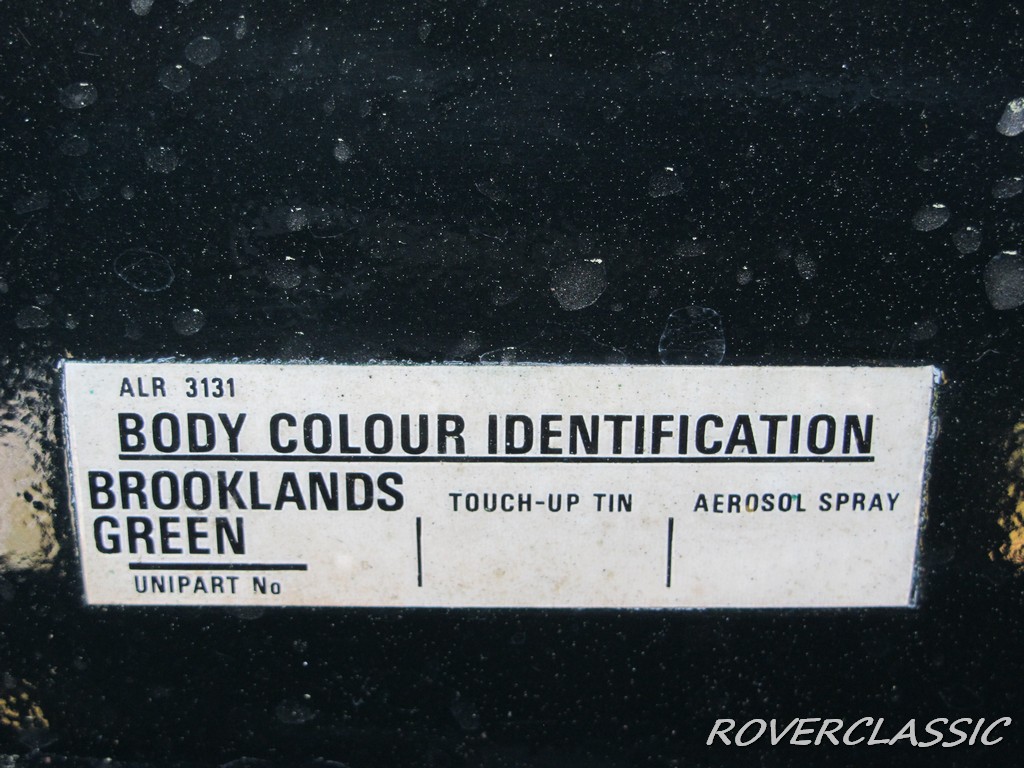 ALR 3131
BODY COLOUR IDENTIFICATION
BROOKLANDS
GREEN
TOUCH-UP TIN
AEROSOL SPRAY
UNIPART No
ROVERCLASSIC